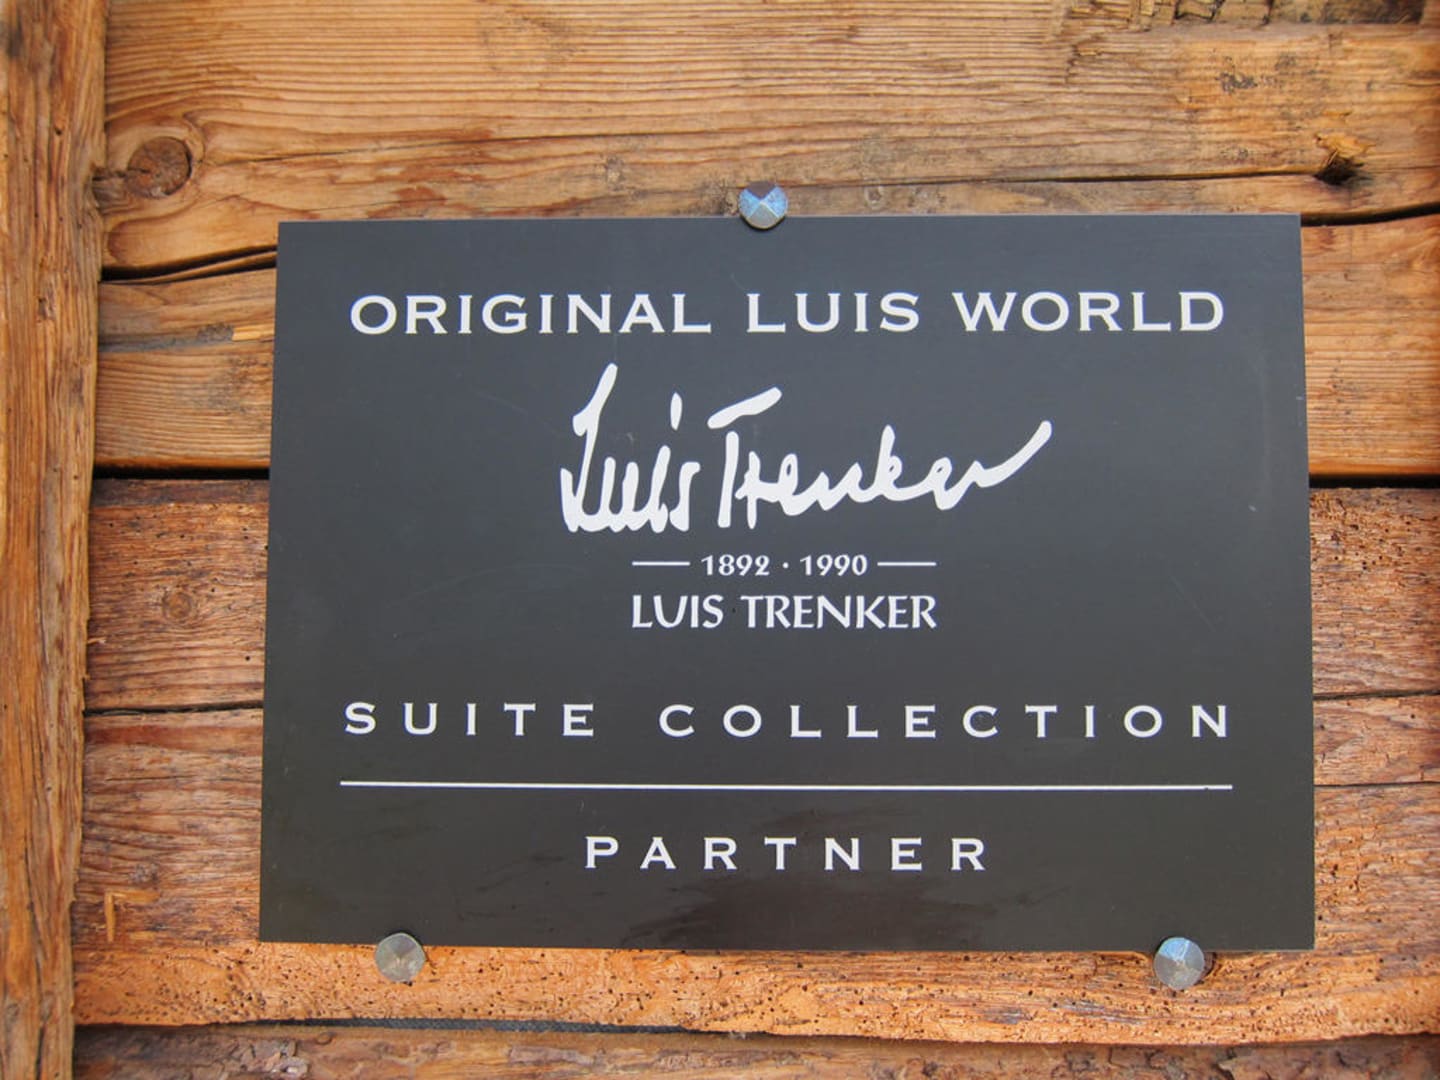 ORIGINAL LUIS WORLD
Luis Trenker
1892 · 1990
LUIS TRENKER
SUITE COLLECTION
PARTNER